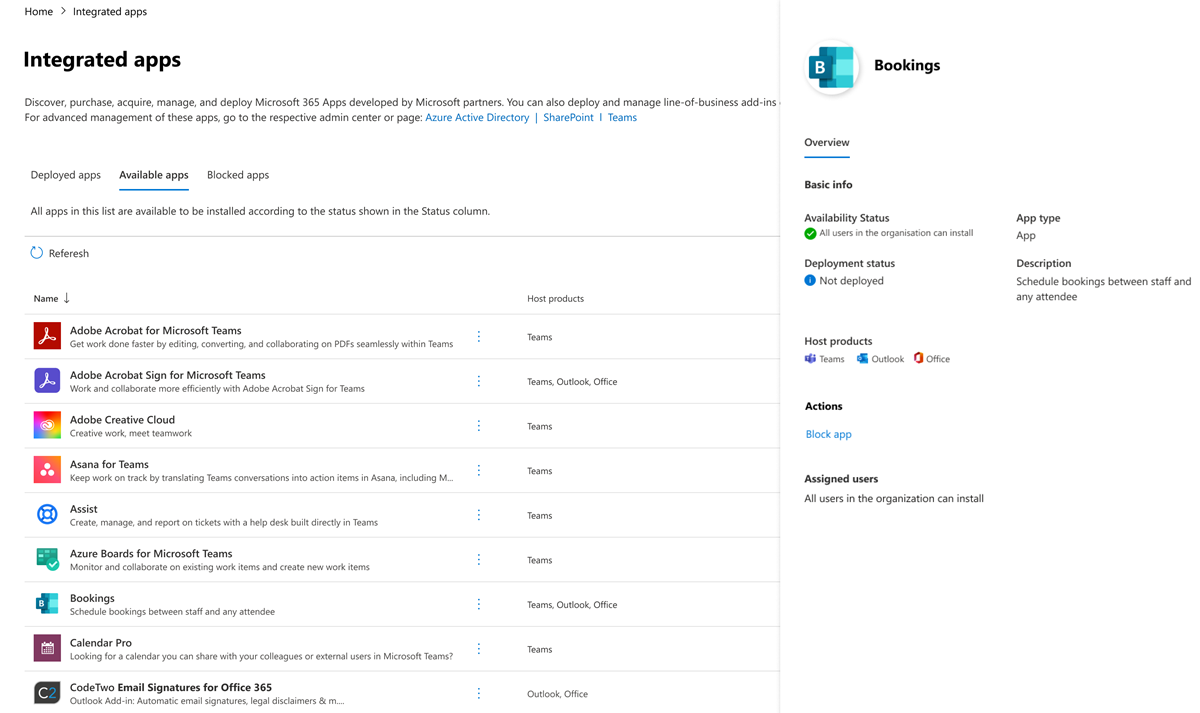 Home > Integrated apps
Integrated apps
Discover, purchase, acquire, manage, and deploy Microsoft 365 Apps developed by Microsoft partners. You can also deploy and manage line-of-business add-ins
For advanced management of these apps, go to the respective admin center or page: Azure Active Directory | SharePoint | Teams
Deployed apps Available apps Blocked apps
All apps in this list are available to be installed according to the status shown in the Status column.
Referesh
Name ↓ Host products
Adobe Acrobat for Microsoft Teams
Get work done faster by editing, converting, and collaborating on PDFs seamlessly within Teams
Teams
Adobe Acrobat Sign for Microsoft Teams
Work and collaborate more efficiently with Adobe Acrobat Sign for Teams
Teams, Outlook, Office
Adobe Creative Cloud
Creative work, meet teamwork
Teams
Asana for Teams
Keep work on track by translating Teams conversations into action items in Asana, including M...
Teams
Assist
Create, manage, and report on tickets with a help desk built directly in Teams
Teams
Azure Boards for Microsoft Teams
Monitor and collaborate on existing work items and create new work items
Teams
B
Bookings
Schedule bookings between staff and any attendee
Teams, Outlook, Office
Calendar Pro
Looking for a calendar you can share with your colleagues or external users in Microsoft Teams?
Teams
C2
CodeTwo Email Signatures for Office 365
Outlook Add-in: Automatic email signatures, legal disclaimers & m....
Outlook, Office
B
Bookings
Overview
Basic info
Availability Status
All users in the organisation can install
App type
App
Deployment status
Not deployed
Description
Schedule bookings between staff and
any attendee
Host products
Teams Outlook Office
Actions
Block app
Assigned users
All users in the organization can install